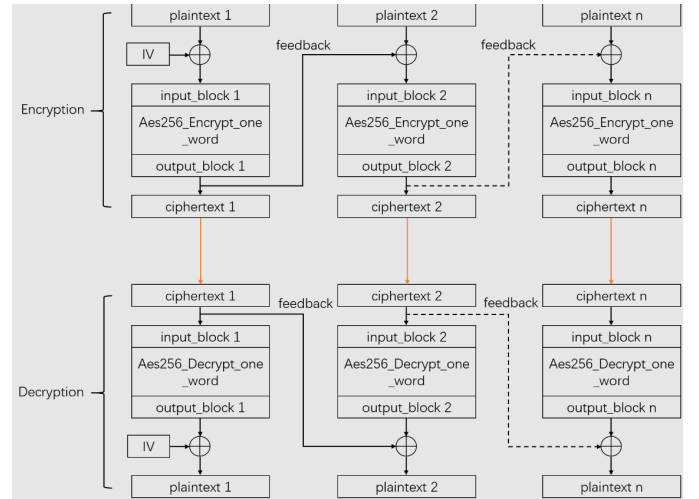 plaintext 1
plaintext 2
plaintext n
IV
feedback
feedback
input_block 1
input_block 2
input_block n
Encryption
Aes256_Encrypt_one
_word
Aes256_Encrypt_one
_word
Aes256_Encrypt_one
_word
output_block 1
output_block 2
output_block n
ciphertext 1
ciphertext 2
ciphertext n
ciphertext 1
feedback
ciphertext 2
feedback
ciphertext n
input_block 1
input_block 2
input_block n
Aes256_Decrypt_one
_word
Aes256_Decrypt_one
_word
Aes256_Decrypt_one
_word
Decryption
output_block 1
output_block 2
output_block n
IV
plaintext 1
plaintext 2
plaintext n